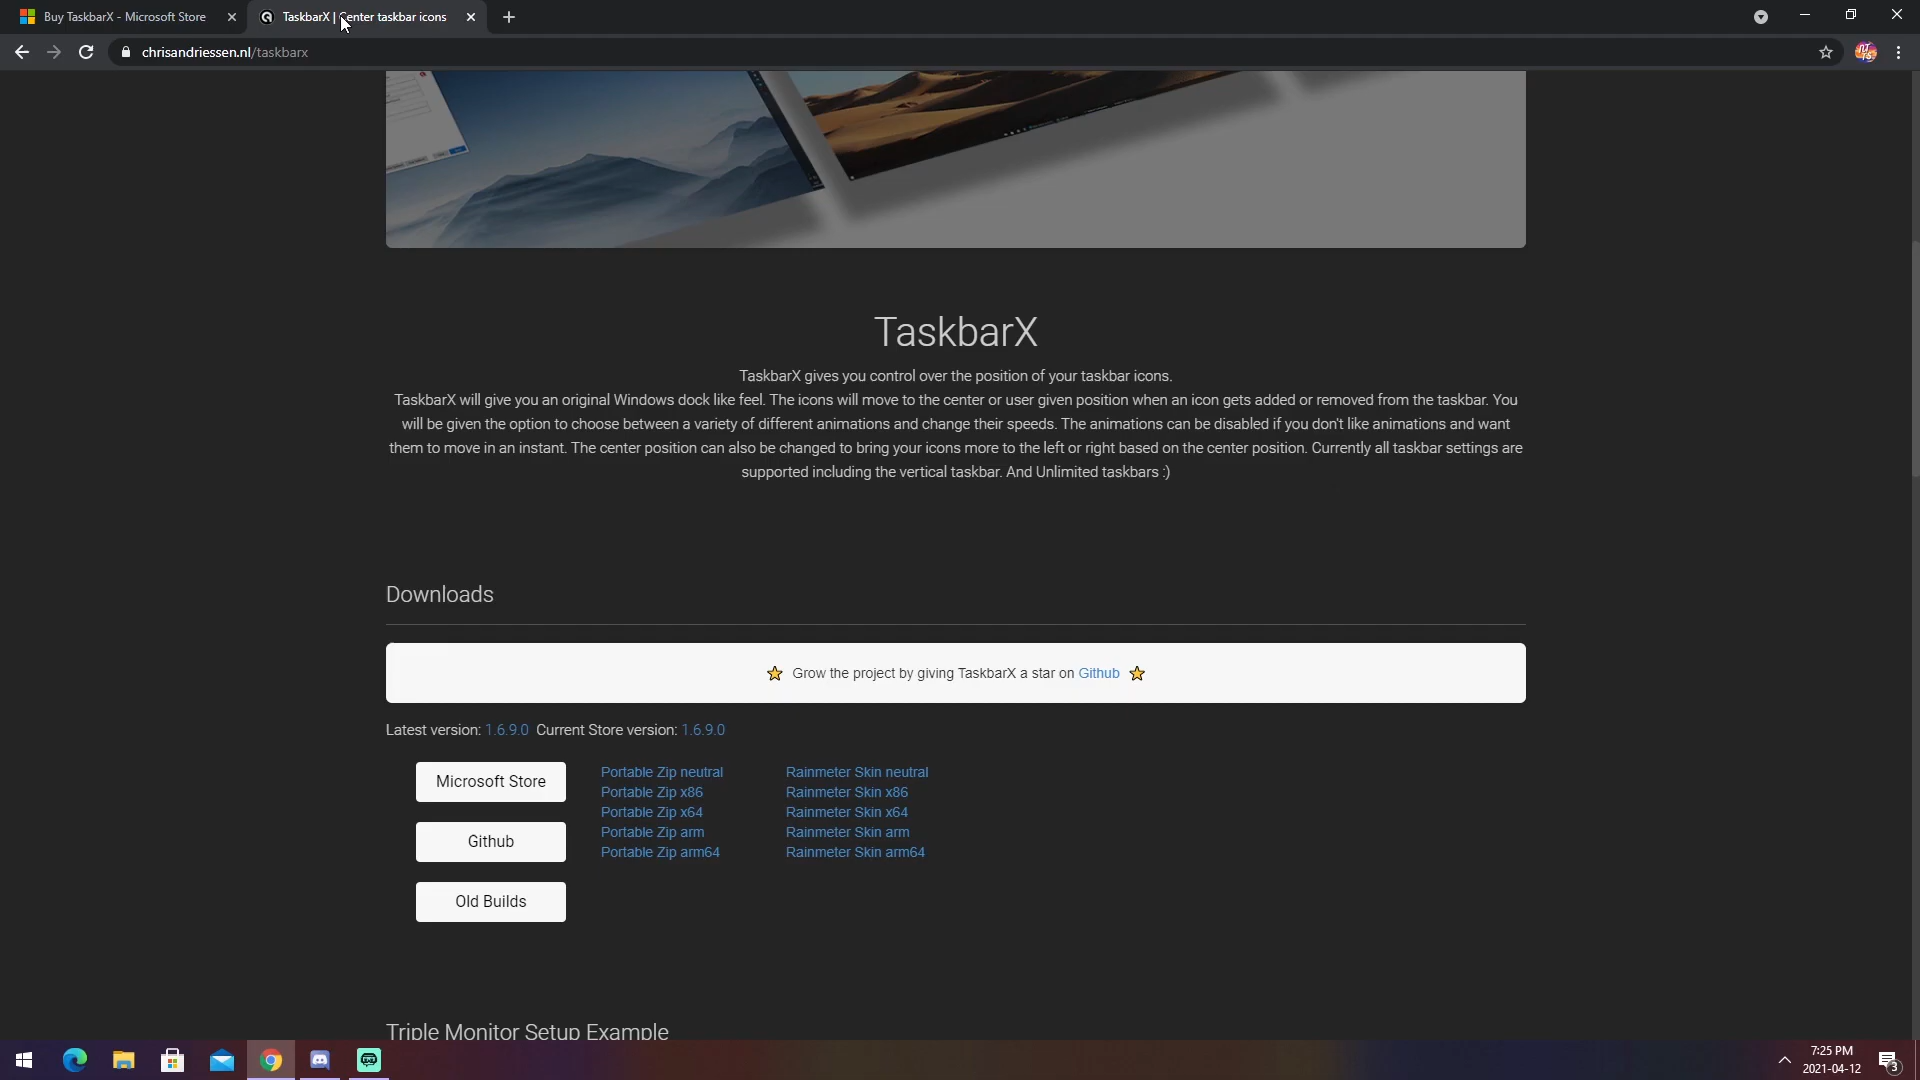 Buy TaskbarX - Microsoft Store
TaskbarX | Center taskbar icons
chrisandriessen.nl/taskbarx
TaskbarX
TaskbarX gives you control over the position of your taskbar icons.
TaskbarX will give you an original Windows dock like feel. The icons will move to the center or user given position when an icon gets added or removed from the taskbar. You
will be given the option to choose between a variety of different animations and change their speeds. The animations can be disabled if you don't like animations and want
them to move in an instant. The center position can also be changed to bring your icons more to the left or right based on the center position. Currently all taskbar settings are
supported including the vertical taskbar. And Unlimited taskbars :)
Downloads
Grow the project by giving TaskbarX a star on Github
Latest version: 1.6.9.0 Current Store version: 1.6.9.0
Microsoft Store
Github
Old Builds
Portable Zip neutral
Portable Zip x86
Portable Zip x64
Portable Zip arm
Portable Zip arm64
Rainmeter Skin neutral
Rainmeter Skin x86
Rainmeter Skin x64
Rainmeter Skin arm
Rainmeter Skin arm64
Triple Monitor Setup Example
7:25 PM
2021-04-12
3